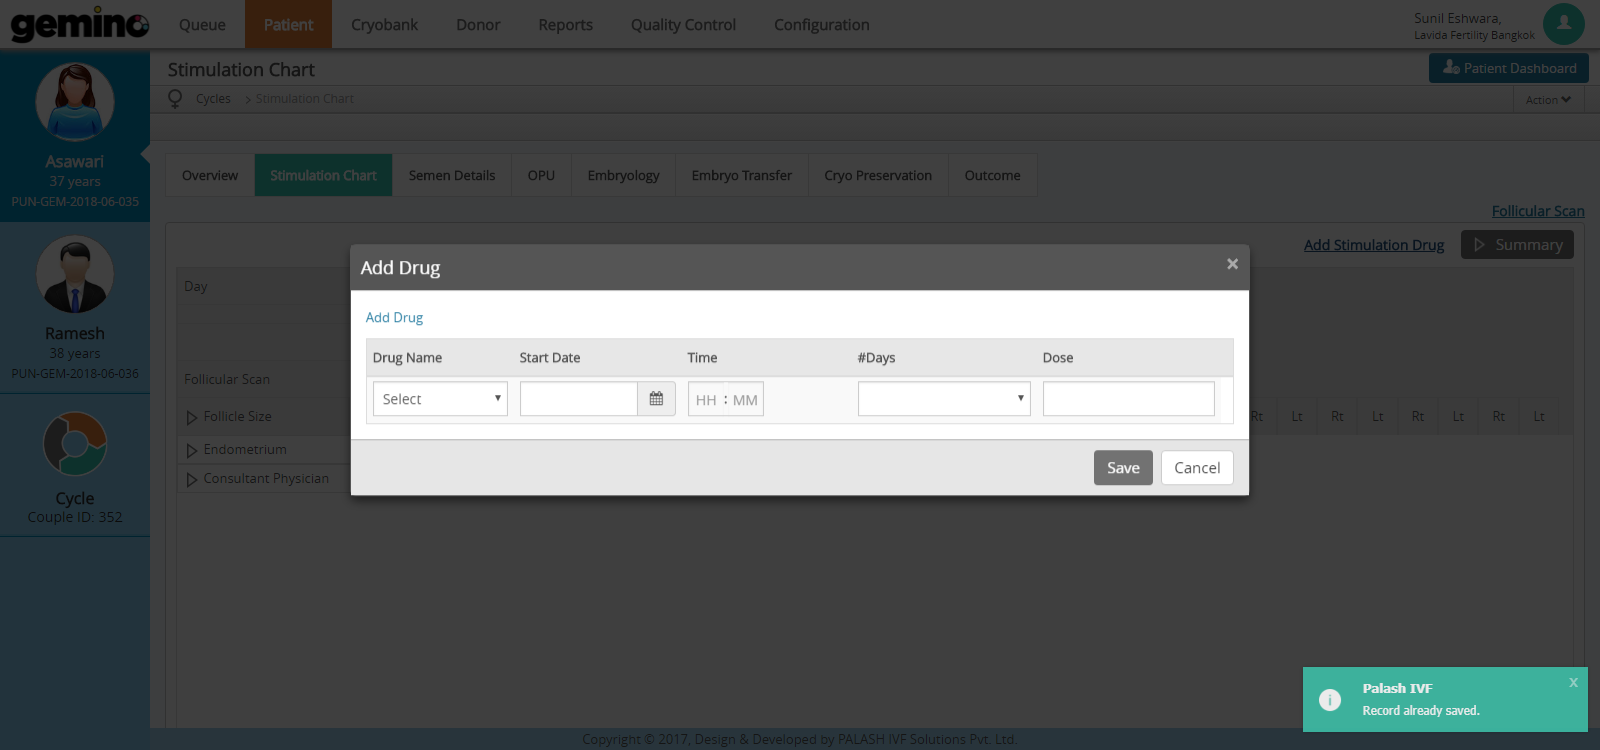 gemino
Queue Patient Cryobank Donor Reports Quality Control Configuration
Sunil Eshwara,
Lavida Fertility Bangkok
Stimulation Chart
Patient Dashboard
Cycles > Stimulation Chart
Action
Asawari
37 years
PUN-GEM-2018-06-035
Overview Stimulation Chart Semen Details OPU Embryology Embryo Transfer Cryo Preservation Outcome
Follicular Scan
Add Stimulation Drug Summary
Ramesh
38 years
PUN-GEM-2018-06-036
Day
Follicular Scan
Follicle Size
Rt Lt Rt Lt Rt Lt Rt Lt
Endometrium
Consultant Physician
Cycle
Couple ID: 352
Add Drug ×
Add Drug
Drug Name Start Date Time #Days Dose
Select HH : MM
Save Cancel
Palash IVF x
Record already saved.
Copyright © 2017, Design & Developed by PALASH IVF Solutions Pvt. Ltd.